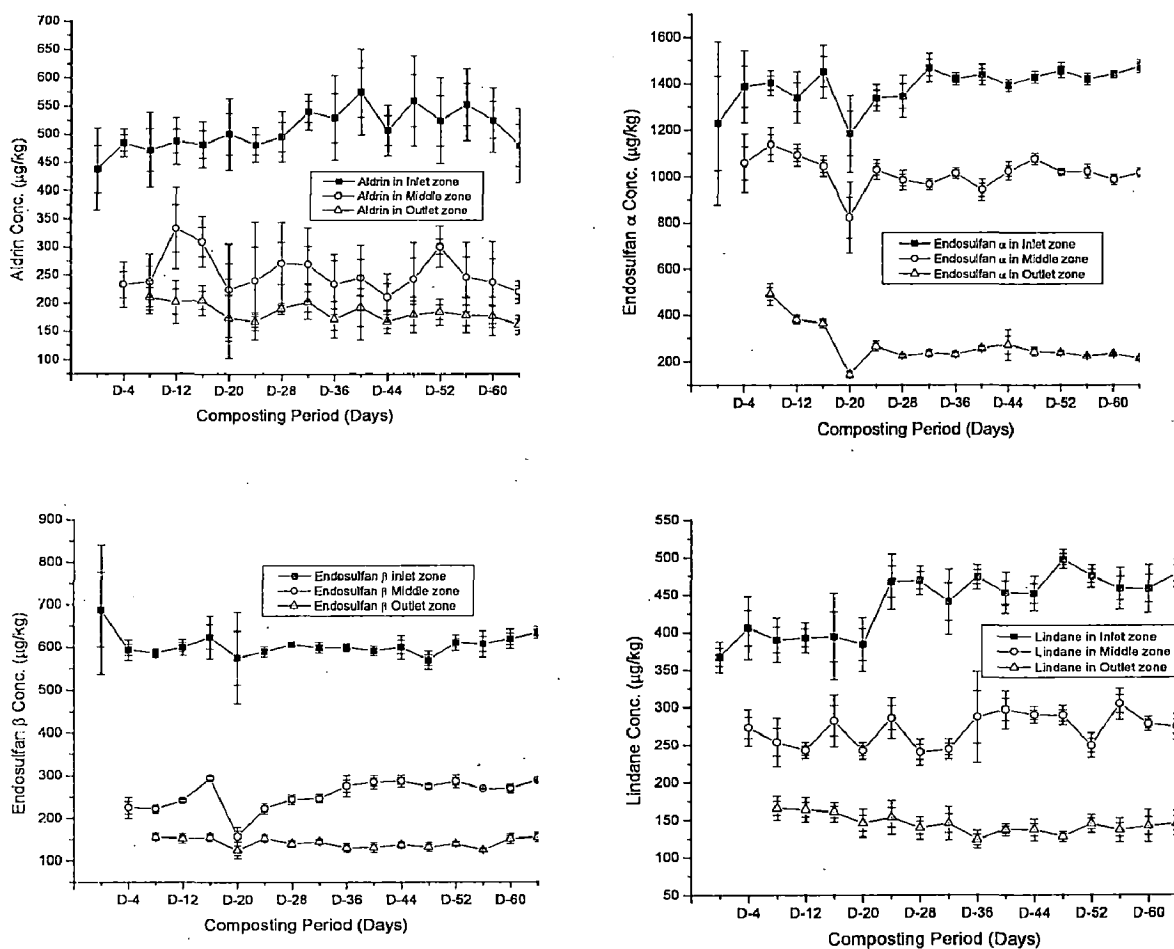 700
650
600
550
500
450
400
350
300
250
200
150
100
Aldrin Conc. (µg/kg)
Aldrin in Inlet zone
Aldrin in Middle zone
Aldrin in Outlet zone
D-4 D-12 D-20 D-28 D-36 D-44 D-52 D-60
Composting Period (Days)
1600
1400
1200
1000
800
600
400
200
Endosulfan α Conc. (µg/kg)
Endosulfan α in Inlet zone
Endosulfan α in Middle zone
Endosulfan α in Outlet zone
D-4 D-12 D-20 D-28 D-36 D-44 D-52 D-60
Composting Period (Days)
900
800
700
600
500
400
300
200
100
Endosulfan β Conc. (µg/kg)
Endosulfan β Inlet zone
Endosulfan β Middle zone
Endosulfan β Outlet zone
D-4 D-12 D-20 D-28 D-36 D-44 D-52 D-60
Composting Period (Days)
550
500
450
400
350
300
250
200
150
100
50
Lindane Conc. (µg/kg)
Lindane in Inlet zone
Lindane in Middle zone
Lindane in Outlet zone
D-4 D-12 D-20 D-28 D-36 D-44 D-52 D-60
Composting Period (Days)